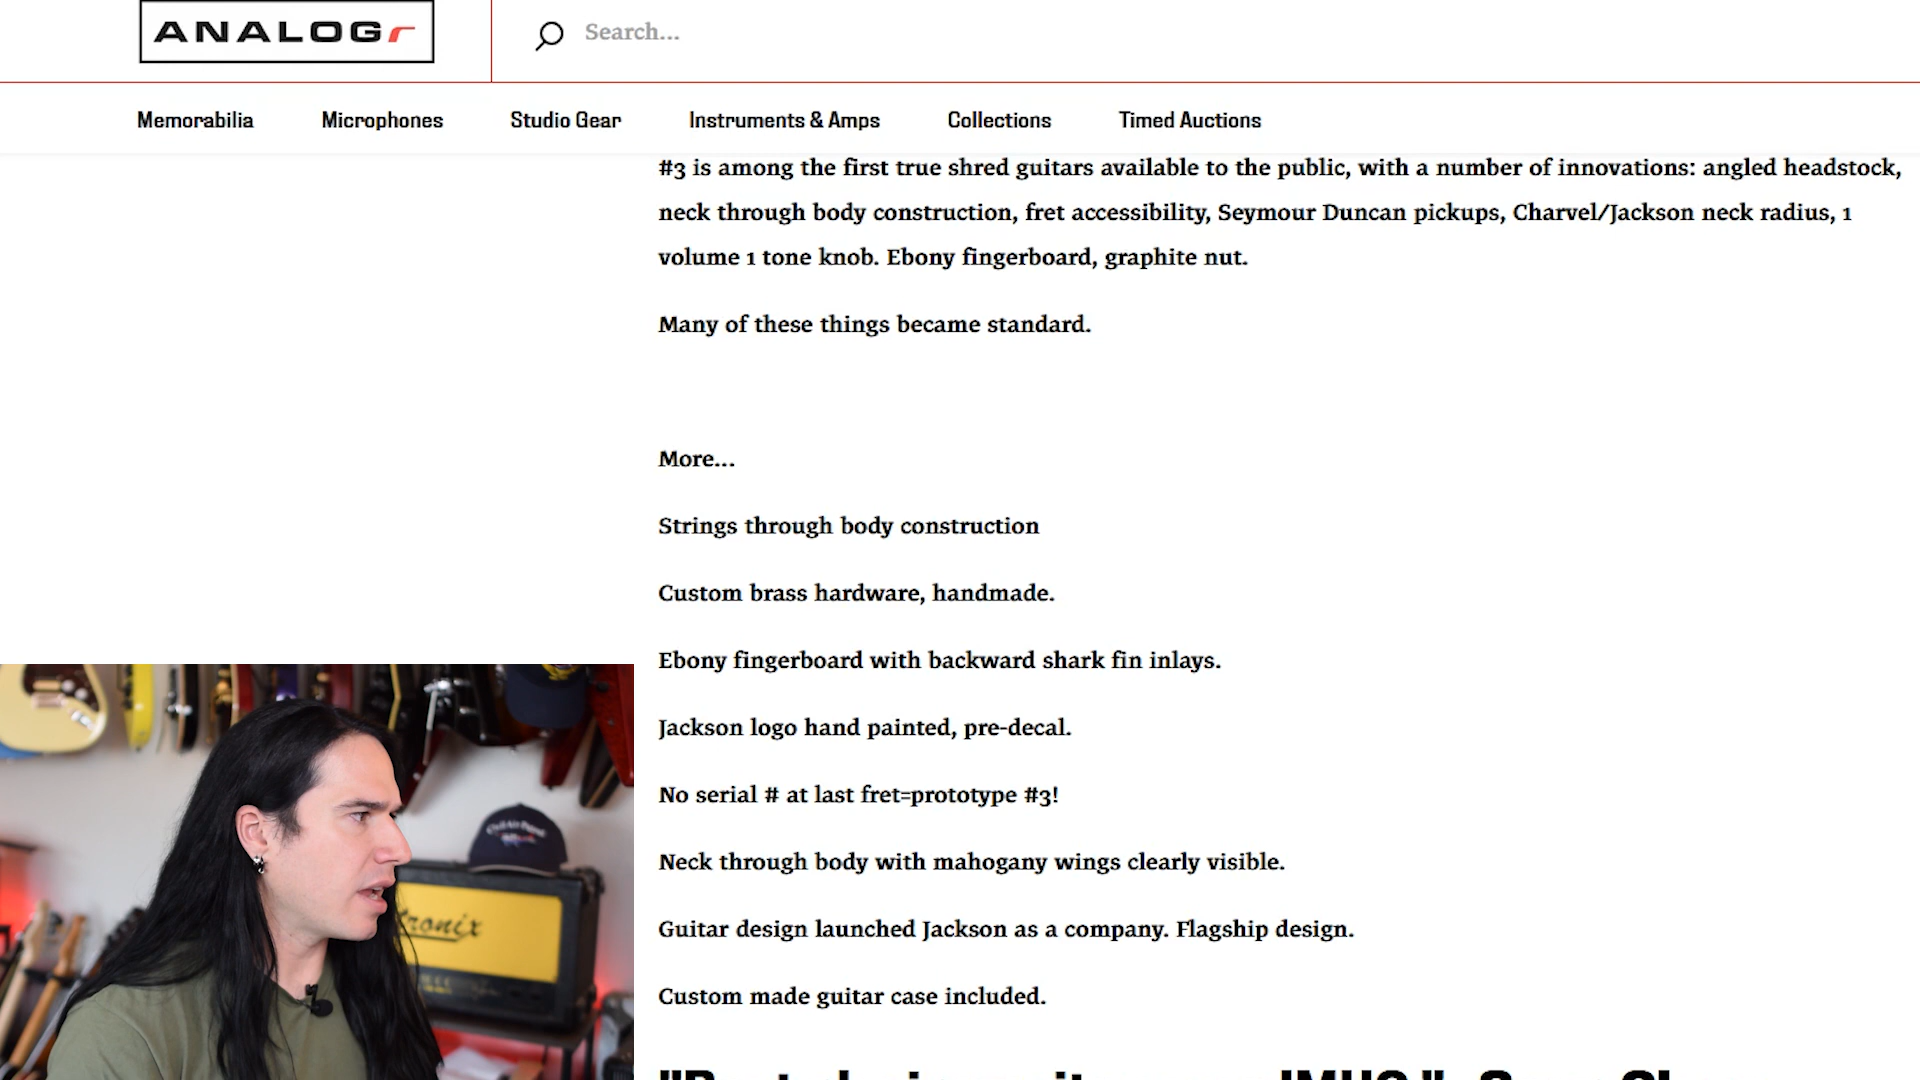 ANALOGr
Search...
Memorabilia Microphones Studio Gear Instruments & Amps Collections Timed Auctions
#3 is among the first true shred guitars available to the public, with a number of innovations: angled headstock,
neck through body construction, fret accessibility, Seymour Duncan pickups, Charvel/Jackson neck radius, 1
volume 1 tone knob. Ebony fingerboard, graphite nut.
Many of these things became standard.
More...
Strings through body construction
Custom brass hardware, handmade.
Ebony fingerboard with backward shark fin inlays.
Jackson logo hand painted, pre-decal.
No serial # at last fret=prototype #3!
Neck through body with mahogany wings clearly visible.
Guitar design launched Jackson as a company. Flagship design.
Custom made guitar case included.
tronix